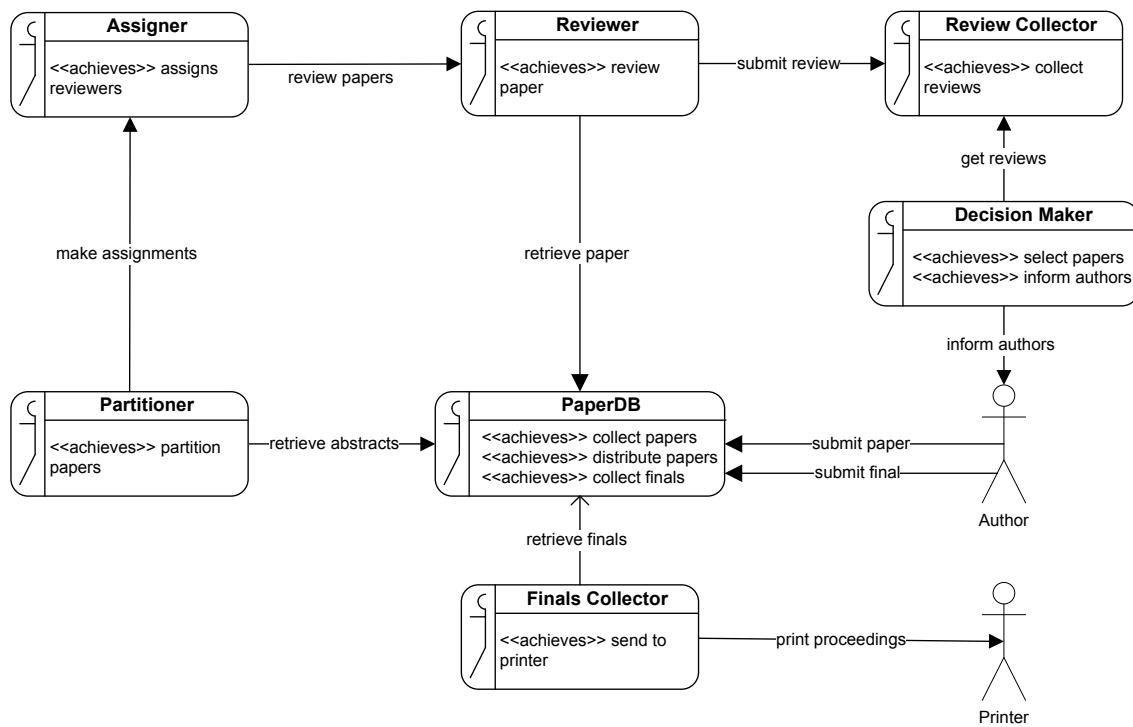 Assigner
<<achieves>> assigns
reviewers
review papers
Reviewer
<<achieves>> review
paper
submit review
Review Collector
<<achieves>> collect
reviews
get reviews
make assignments
retrieve paper
Decision Maker
<<achieves>> select papers
<<achieves>> inform authors
inform authors
Partitioner
<<achieves>> partition
papers
retrieve abstracts
PaperDB
<<achieves>> collect papers
<<achieves>> distribute papers
<<achieves>> collect finals
submit paper
submit final
Author
retrieve finals
Finals Collector
<<achieves>> send to
printer
print proceedings
Printer